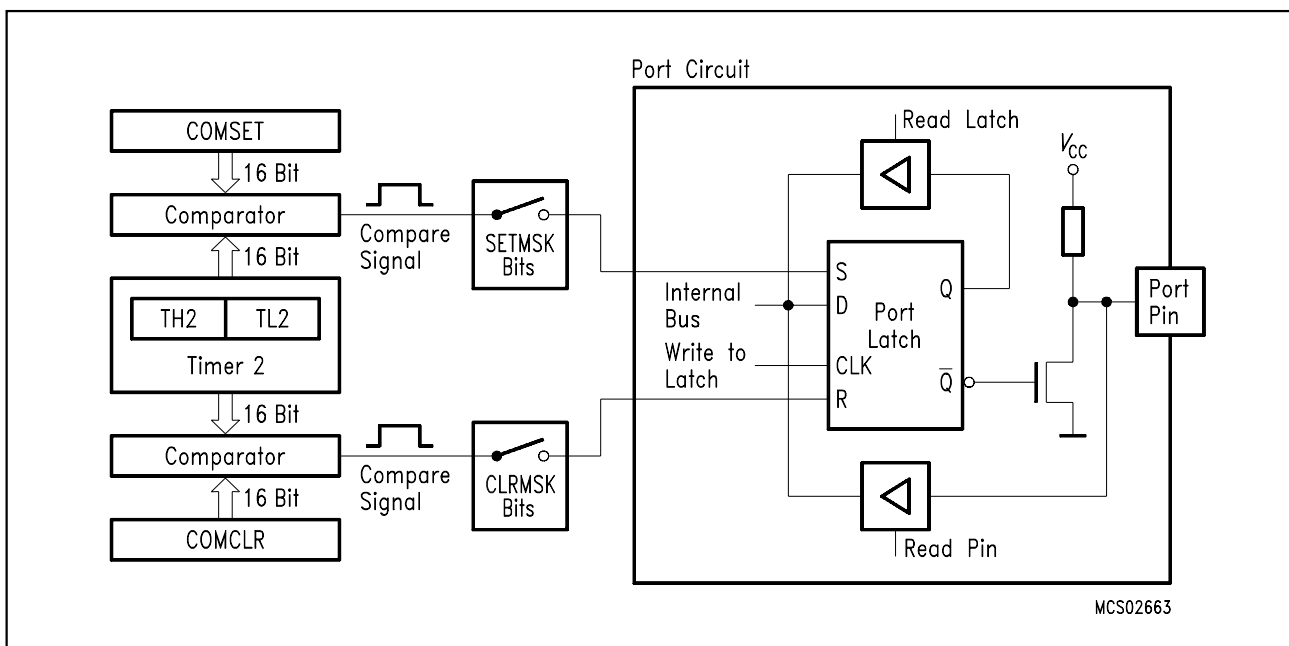 Port Circuit
COMSET
16 Bit
Comparator
16 Bit
TH2 TL2
Timer 2
16 Bit
Comparator
16 Bit
COMCLR
Compare
Signal
SETMSK
Bits
Compare
Signal
CLRMSK
Bits
Read Latch
Internal
Bus
Write to
Latch
S
D
CLK
R
Port
Latch
Q
Q̅
Read Pin
VCC
Port
Pin
MCS02663